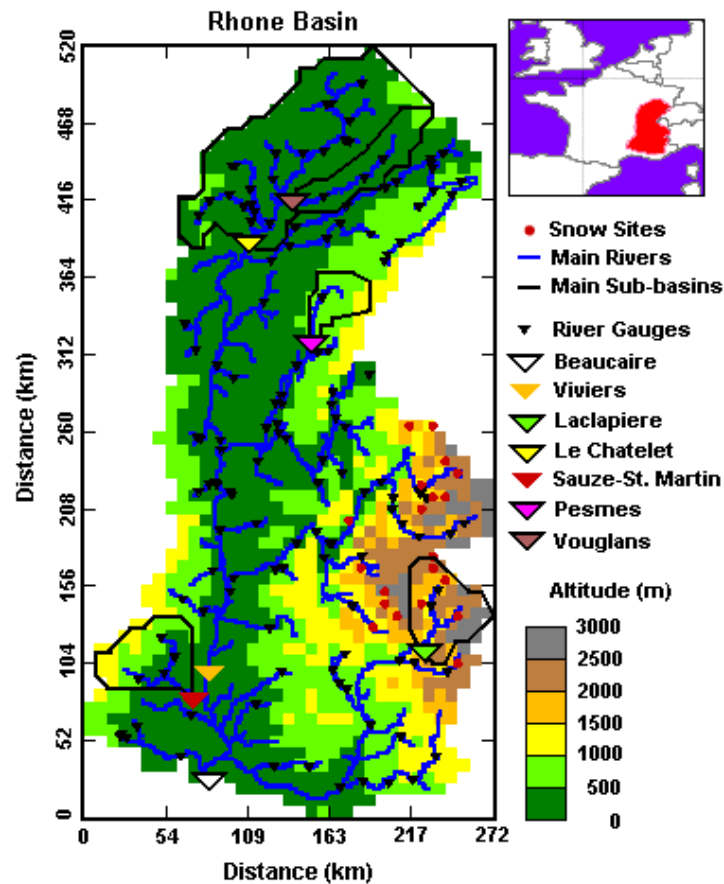 Rhone Basin
520
468
416
364
312
260
208
156
104
52
0
Distance (km)
0 54 109 163 217 272
Distance (km)
Snow Sites
Main Rivers
Main Sub-basins
River Gauges
Beaucaire
Viviers
Laclapiere
Le Chatelet
Sauze-St. Martin
Pesmes
Vouglans
Altitude (m)
3000
2500
2000
1500
1000
500
0